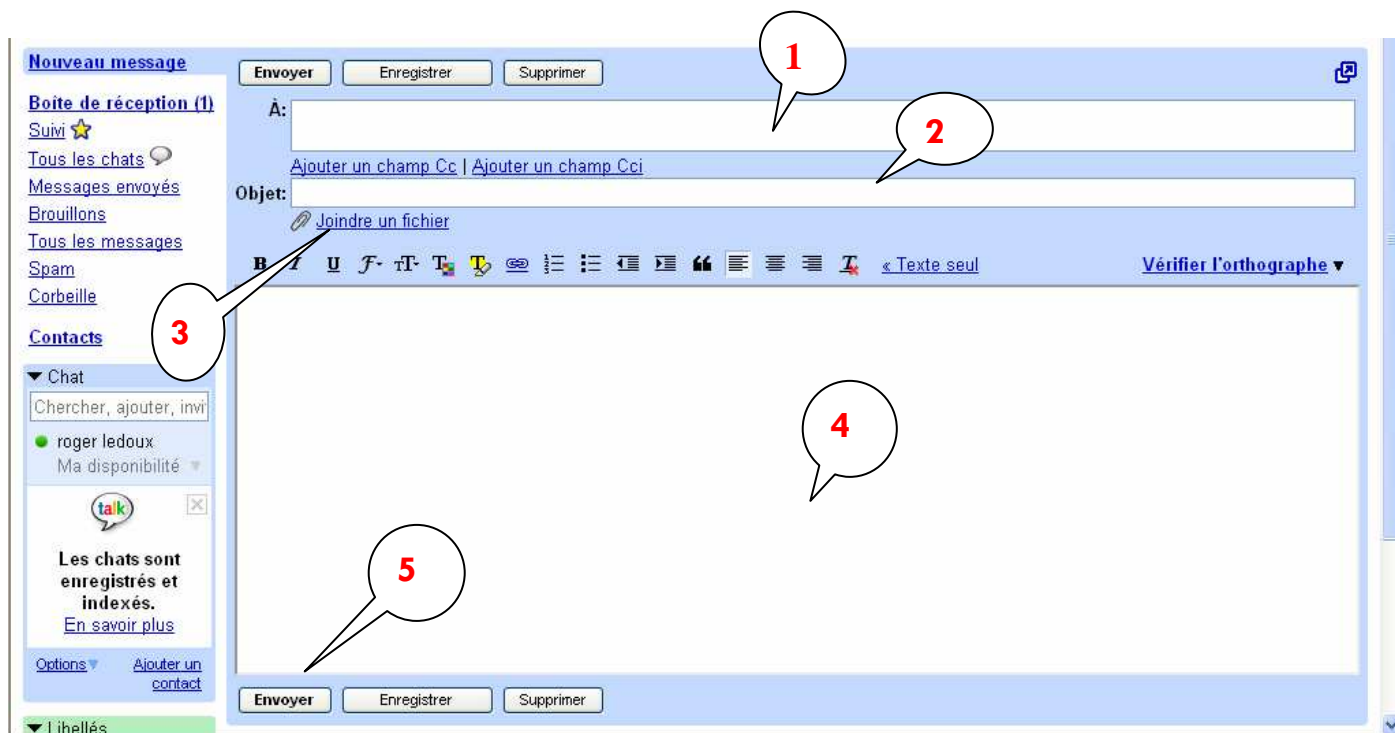 Nouveau message
Boîte de réception (1)
Suivi
Tous les chats
Messages envoyés
Brouillons
Tous les messages
Spam
Corbeille
Contacts
Chat
Chercher, ajouter, invi
roger ledoux
Ma disponibilité
talk
Les chats sont
enregistrés et
indexés.
En savoir plus
Options
Ajouter un
contact
Libellés
Envoyer Enregistrer Supprimer
1
À:
2
Ajouter un champ Cc | Ajouter un champ Cci
Objet:
Joindre un fichier
B I U F T T T « Texte seul Vérifier l'orthographe
3
4
5
Envoyer Enregistrer Supprimer